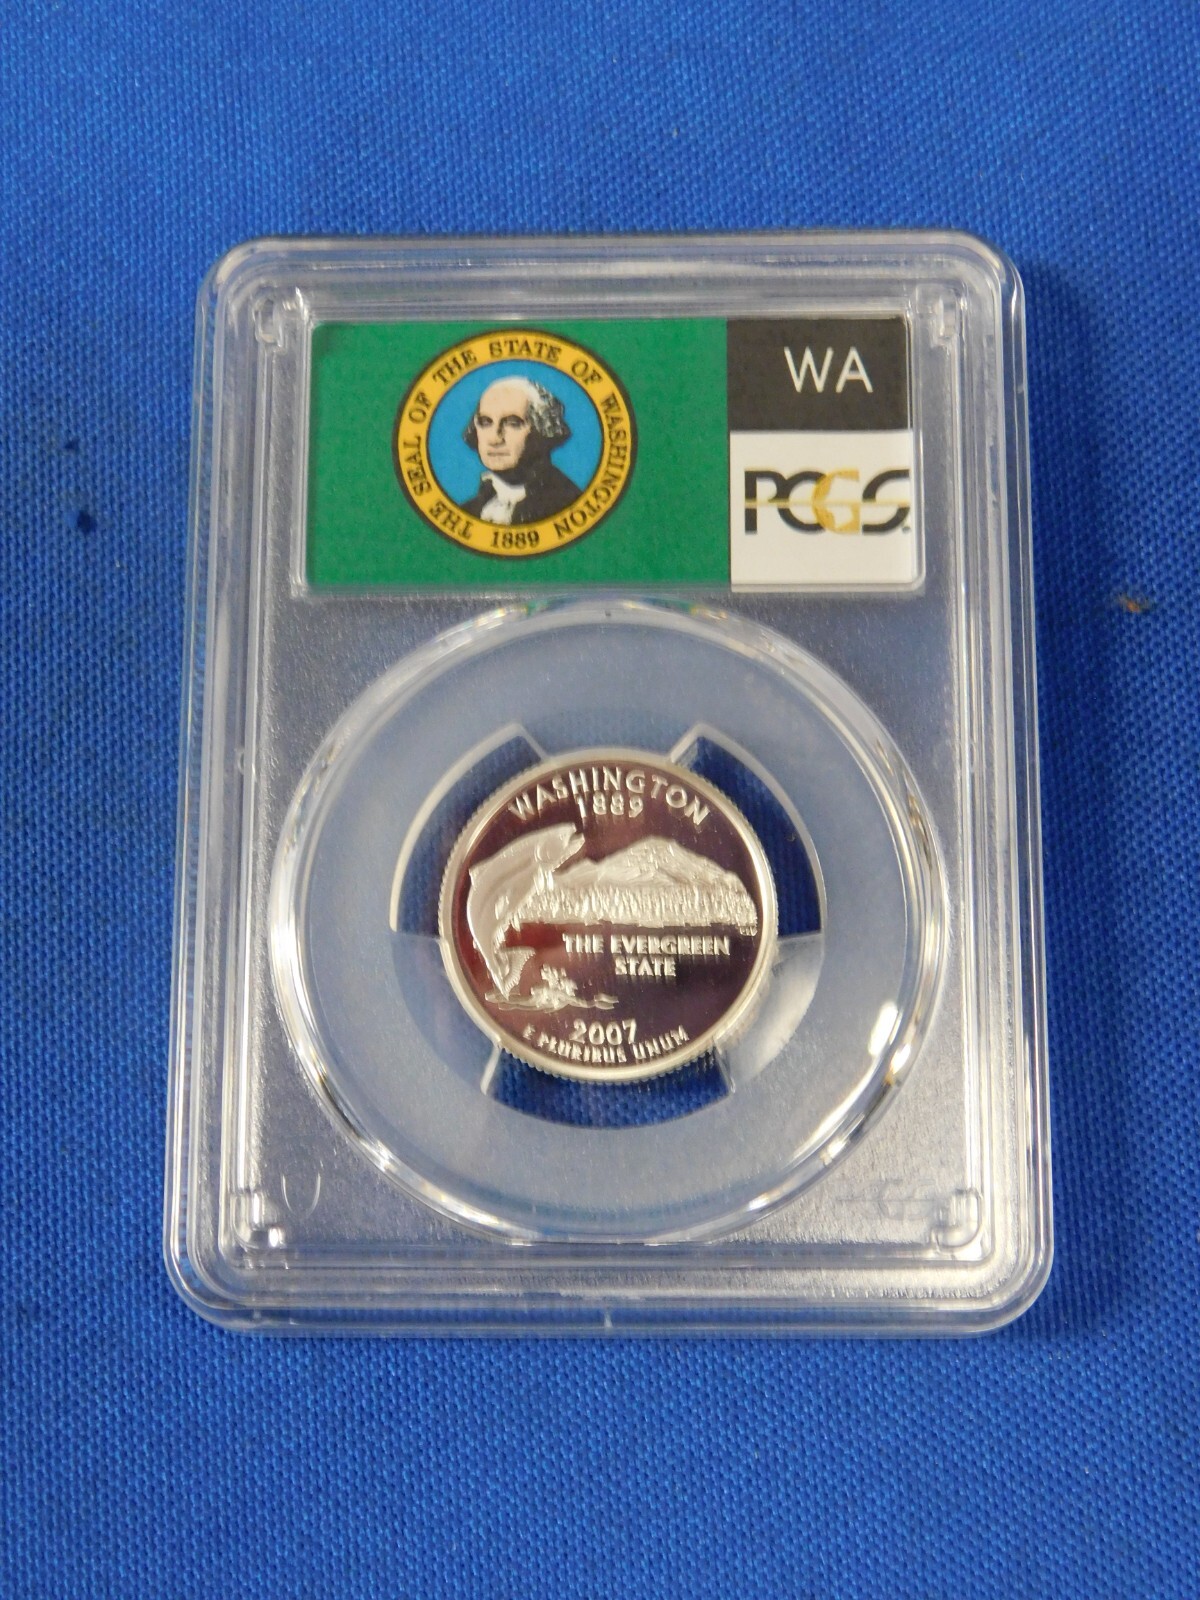 THE SEAL OF THE STATE OF WASHINGTON
1889
WA
PCGS
WASHINGTON
1889
THE EVERGREEN
STATE
2007
E PLURIBUS UNUM